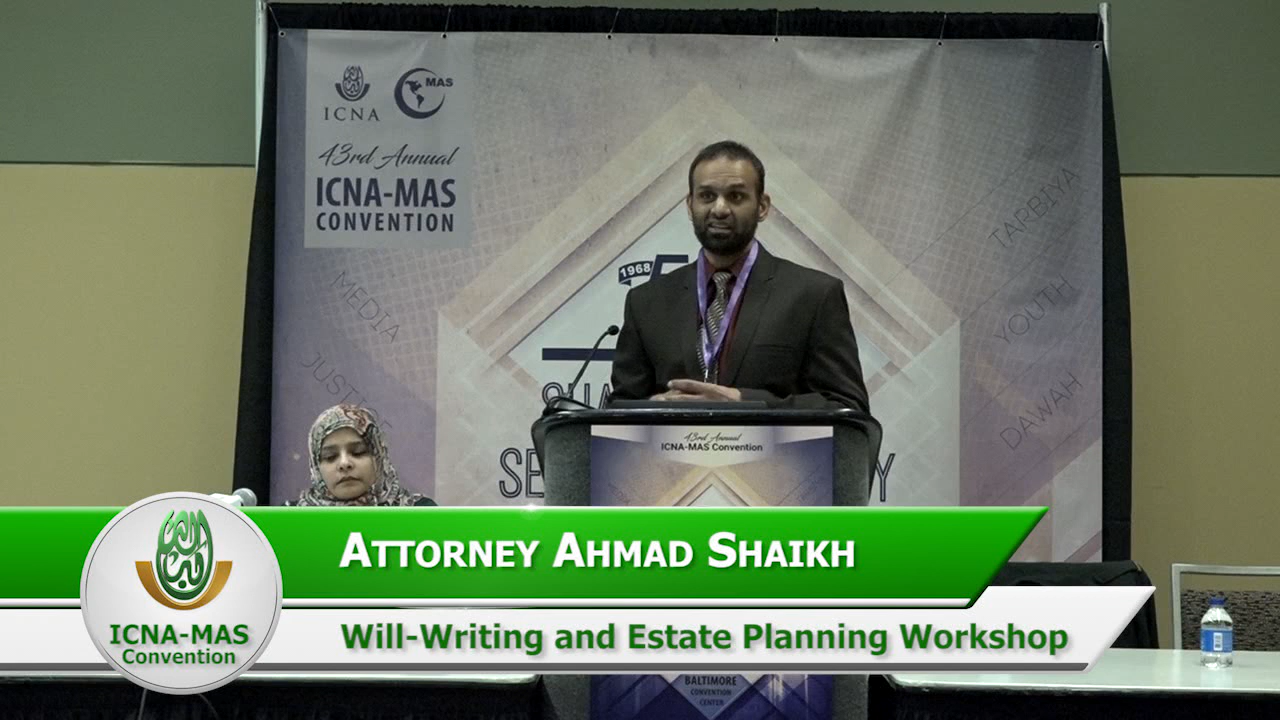 ICNA
MAS
43rd Annual
ICNA-MAS
CONVENTION
1968
MEDIA
JUSTICE
TARBIYA
YOUTH
DAWAH
43rd Annual
ICNA-MAS Convention
ATTORNEY AHMAD SHAIKH
Will-Writing and Estate Planning Workshop
ICNA-MAS
Convention
BALTIMORE
CONVENTION
CENTER